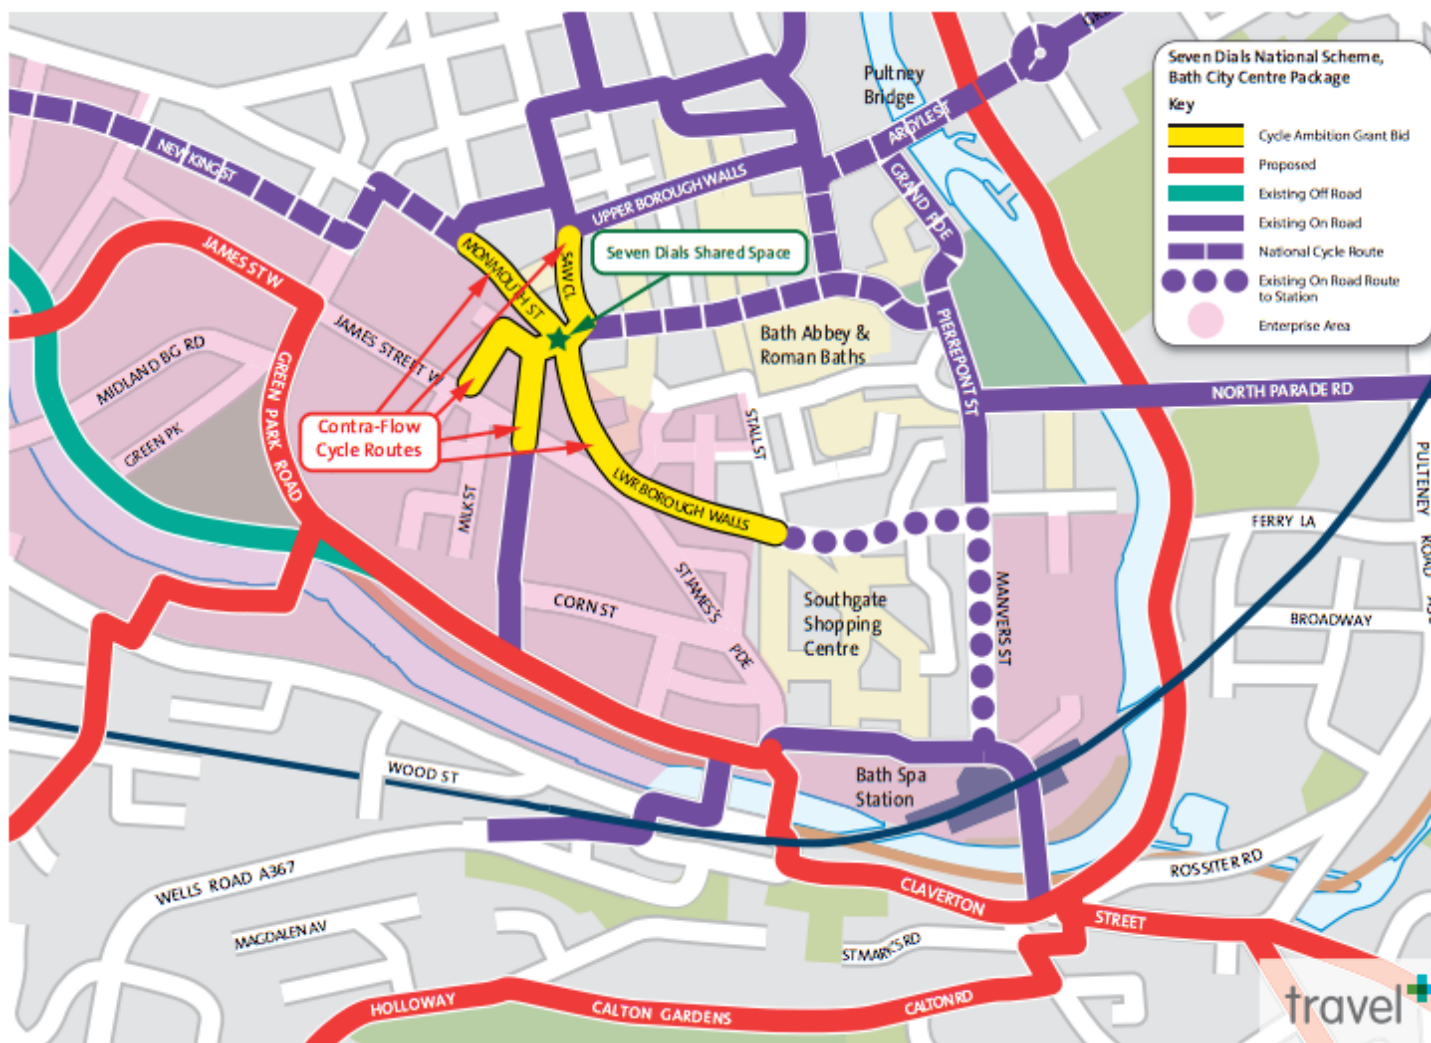 Pultney
Bridge
Seven Dials National Scheme,
Bath City Centre Package
Key
Cycle Ambition Grant Bid
Proposed
Existing Off Road
Existing On Road
National Cycle Route
Existing On Road Route
to Station
Enterprise Area
ARGYLE ST
NEW KING ST
GRAND PDE
UPPER BOROUGH WALLS
MONMOUTH ST
SAW CL
Seven Dials Shared Space
JAMES ST W
JAMES STREET W
Bath Abbey &
Roman Baths
PIERREPONT ST
MIDLAND BG RD
GREEN PARK ROAD
NORTH PARADE RD
Contra-Flow
Cycle Routes
STALL ST
GREEN PK
PULTENEY ROAD
LWR BOROUGH WALLS
MILK ST
FERRY LA
ST JAMES'S PDE
MANVERS ST
CORN ST
Southgate
Shopping
Centre
BROADWAY
WOOD ST
Bath Spa
Station
WELLS ROAD A367
ROSSITER RD
CLAVERTON STREET
MAGDALEN AV
ST MARK'S RD
HOLLOWAY
CALTON GARDENS
CALTON RD
travel+